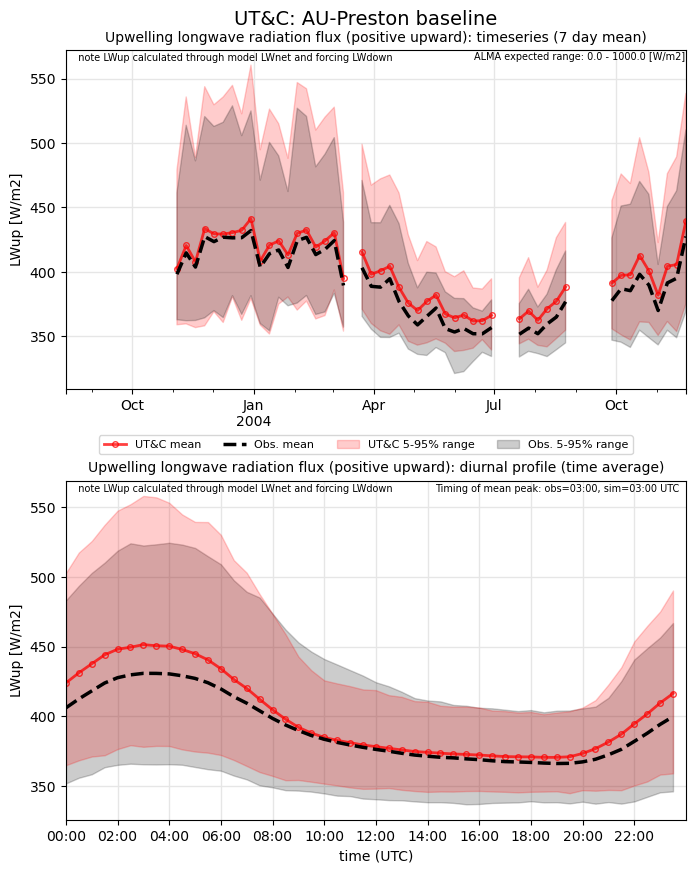 UT&C: AU-Preston baseline
Upwelling longwave radiation flux (positive upward): timeseries (7 day mean)
note LWup calculated through model LWnet and forcing LWdown
ALMA expected range: 0.0 - 1000.0 [W/m2]
550
500
450
400
350
LWup [W/m2]
Oct
Jan
2004
Apr
Jul
Oct
UT&C mean
Obs. mean
UT&C 5-95% range
Obs. 5-95% range
Upwelling longwave radiation flux (positive upward): diurnal profile (time average)
note LWup calculated through model LWnet and forcing LWdown
Timing of mean peak: obs=03:00, sim=03:00 UTC
550
500
450
400
350
LWup [W/m2]
00:00
02:00
04:00
06:00
08:00
10:00
12:00
14:00
16:00
18:00
20:00
22:00
time (UTC)